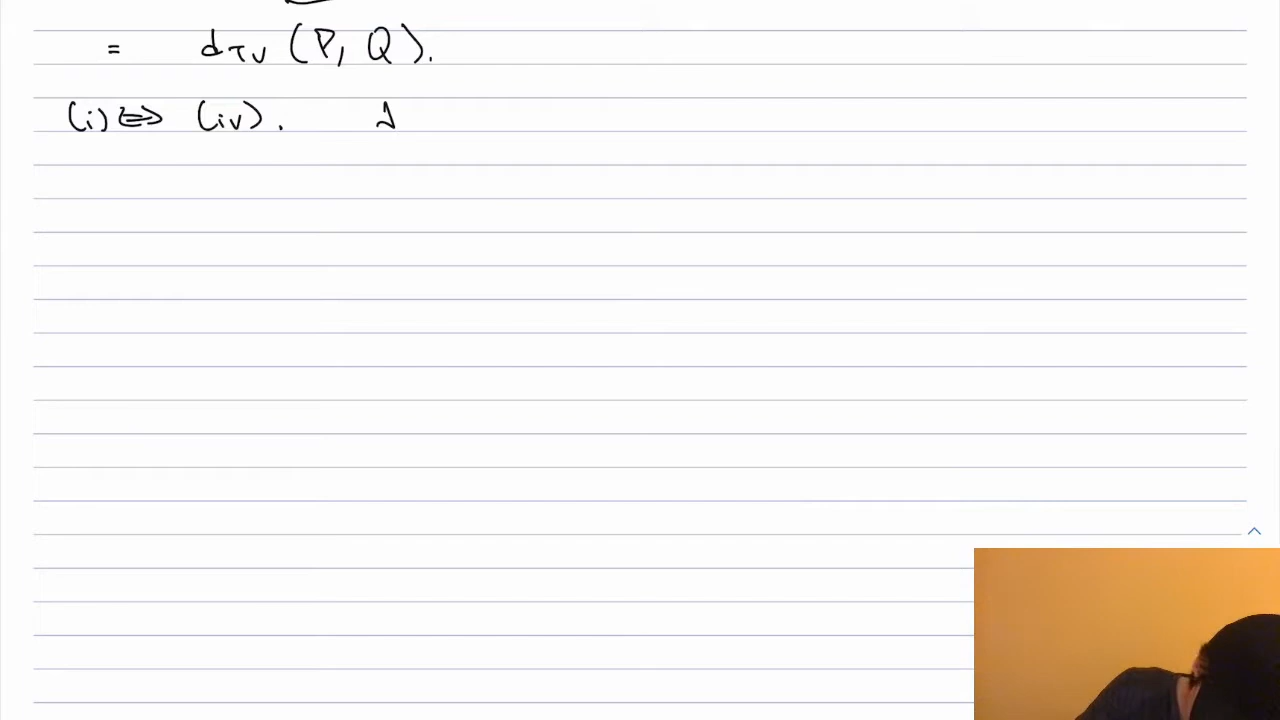 = d_TV (P, Q).
(i) ⇔ (iv).